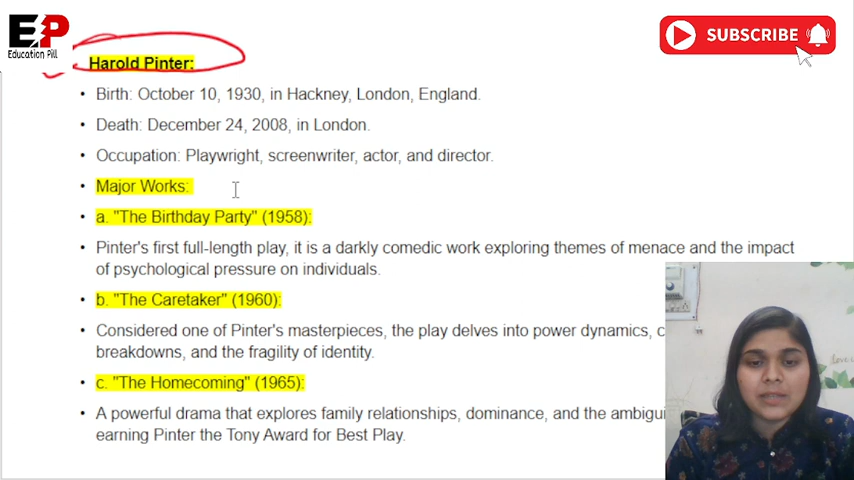 EP
Education Pill
SUBSCRIBE
Harold Pinter:
• Birth: October 10, 1930, in Hackney, London, England.
• Death: December 24, 2008, in London.
• Occupation: Playwright, screenwriter, actor, and director.
• Major Works:
• a. "The Birthday Party" (1958):
• Pinter's first full-length play, it is a darkly comedic work exploring themes of menace and the impact
of psychological pressure on individuals.
• b. "The Caretaker" (1960):
• Considered one of Pinter's masterpieces, the play delves into power dynamics, c
breakdowns, and the fragility of identity.
• c. "The Homecoming" (1965):
• A powerful drama that explores family relationships, dominance, and the ambigui
earning Pinter the Tony Award for Best Play.